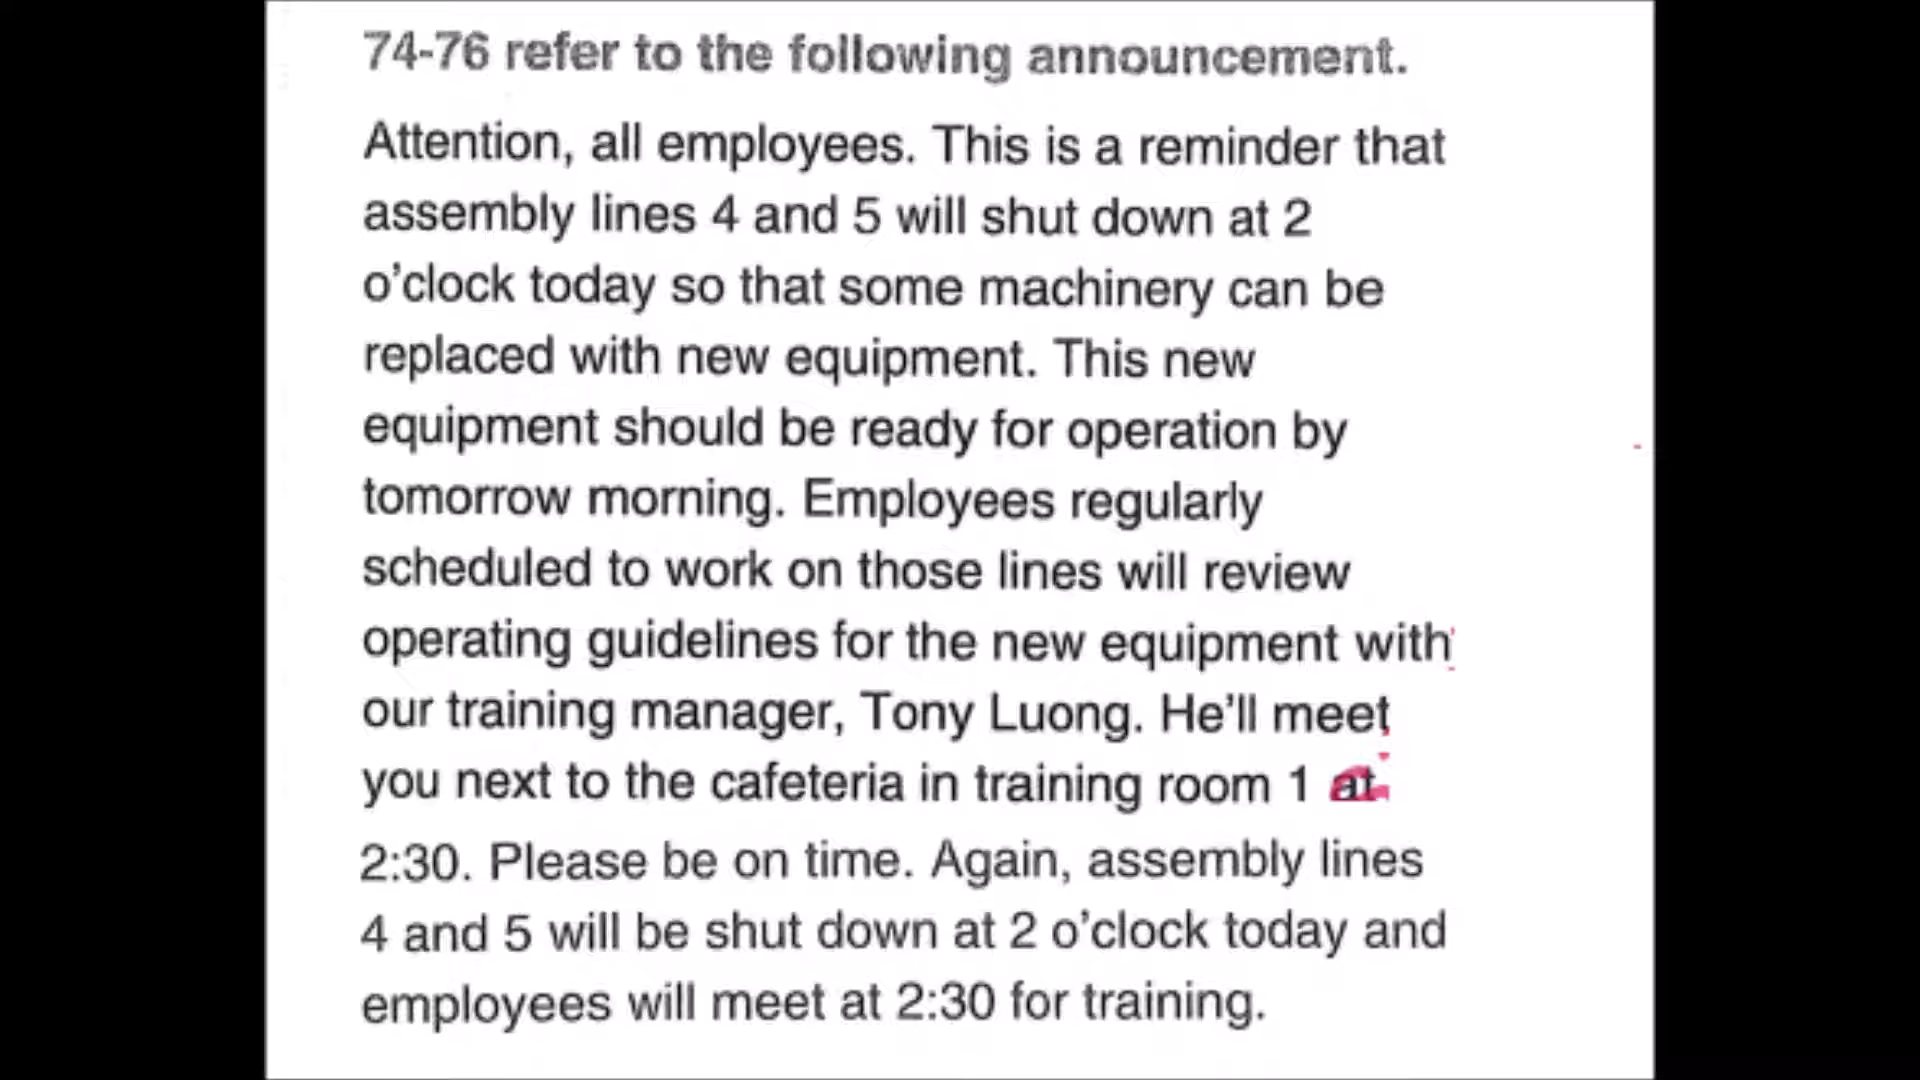 74-76 refer to the following announcement.
Attention, all employees. This is a reminder that
assembly lines 4 and 5 will shut down at 2
o'clock today so that some machinery can be
replaced with new equipment. This new
equipment should be ready for operation by
tomorrow morning. Employees regularly
scheduled to work on those lines will review
operating guidelines for the new equipment with
our training manager, Tony Luong. He'll meet
you next to the cafeteria in training room 1 at
2:30. Please be on time. Again, assembly lines
4 and 5 will be shut down at 2 o'clock today and
employees will meet at 2:30 for training.